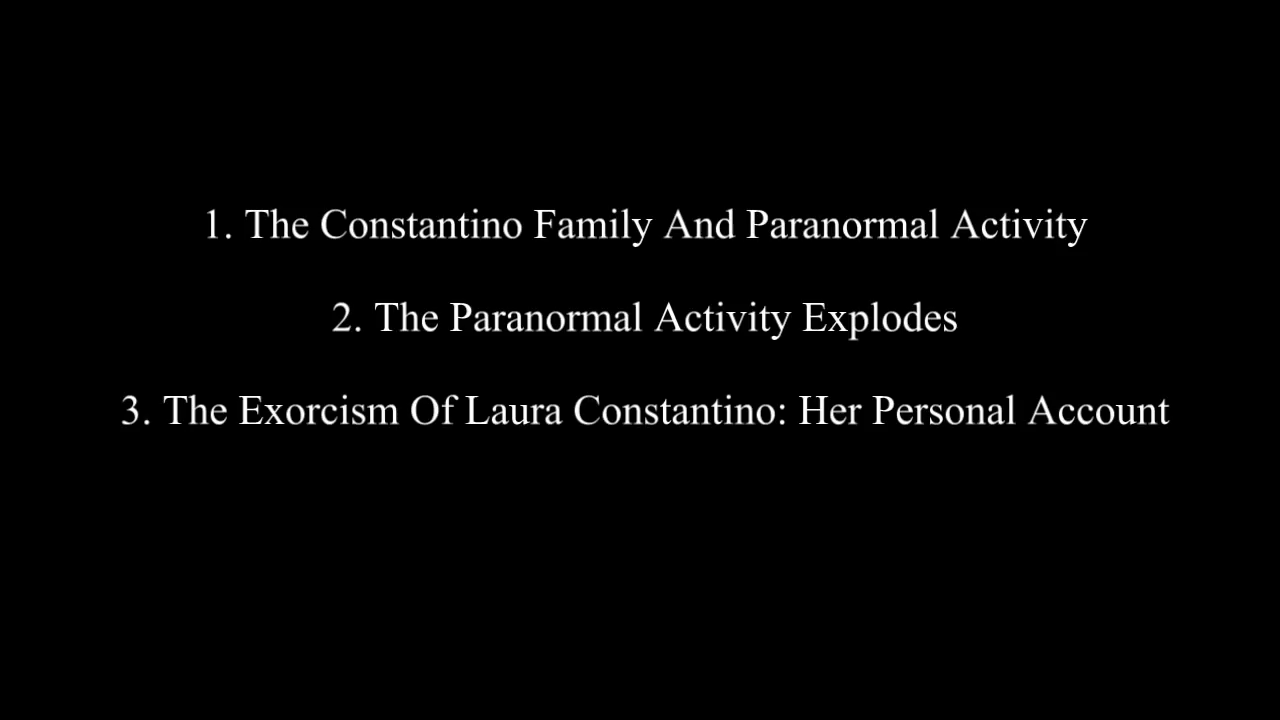 1. The Constantino Family And Paranormal Activity
2. The Paranormal Activity Explodes
3. The Exorcism Of Laura Constantino: Her Personal Account